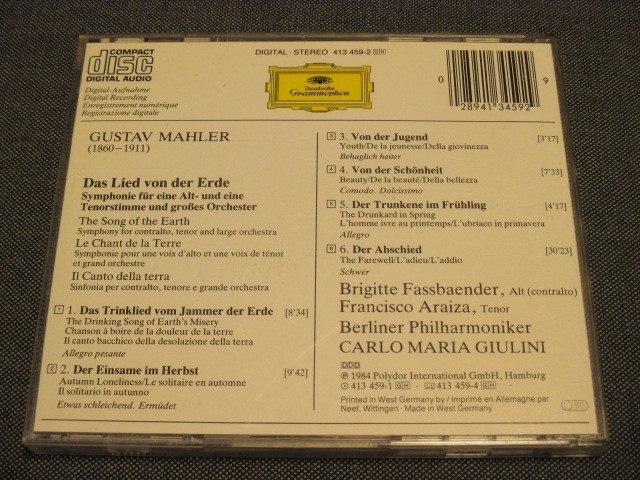 COMPACT
disc
DIGITAL AUDIO
DIGITAL · STEREO 413 459-2 GH
Deutsche
Grammophon
0 28941 34592 9
Digital-Aufnahme
Digital Recording
Enregistrement numérique
Registrazione digitale
GUSTAV MAHLER
(1860–1911)
Das Lied von der Erde
Symphonie für eine Alt- und eine
Tenorstimme und großes Orchester
The Song of the Earth
Symphony for contralto, tenor and large orchestra
Le Chant de la Terre
Symphonie pour une voix d'alto et une voix de ténor
et grand orchestre
Il Canto della terra
Sinfonia per contralto, tenore e grande orchestra
1 1. Das Trinklied vom Jammer der Erde [8'34]
The Drinking Song of Earth's Misery
Chanson à boire de la douleur de la terre
Il canto bacchico della desolazione della terra
Allegro pesante
2 2. Der Einsame im Herbst [9'42]
Autumn Loneliness/Le solitaire en automne
Il solitario in autunno
Etwas schleichend. Ermüdet
3 3. Von der Jugend [3'17]
Youth/De la jeunesse/Della giovinezza
Behaglich heiter
4 4. Von der Schönheit [7'33]
Beauty/De la beauté/Della bellezza
Comodo. Dolcissimo
5 5. Der Trunkene im Frühling [4'17]
The Drunkard in Spring
L'homme ivre au printemps/L'ubriaco in primavera
Allegro
6 6. Der Abschied [30'23]
The Farewell/L'adieu/L'addio
Schwer
Brigitte Fassbaender, Alt (contralto)
Francisco Araiza, Tenor
Berliner Philharmoniker
CARLO MARIA GIULINI
DDD
℗ 1984 Polydor International GmbH, Hamburg
413 459-1 GH · 413 459-4 GH
Printed in West Germany by / Imprimé en Allemagne par
Neef, Wittingen · Made in West Germany